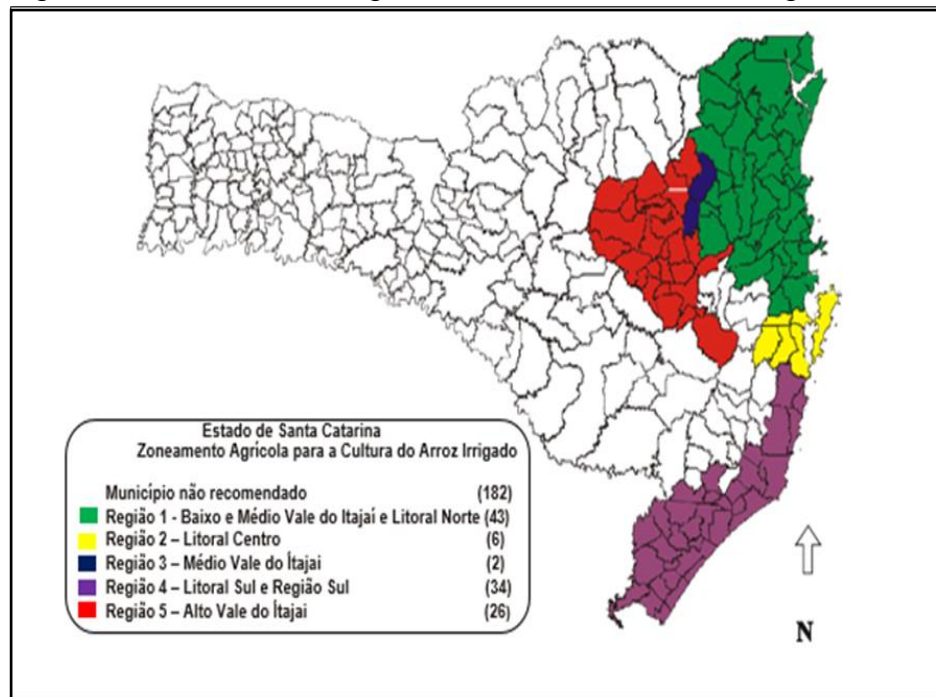 Estado de Santa Catarina
Zoneamento Agrícola para a Cultura do Arroz Irrigado
Município não recomendado (182)
Região 1 - Baixo e Médio Vale do Itajaí e Litoral Norte (43)
Região 2 – Litoral Centro (6)
Região 3 – Médio Vale do Ítajai (2)
Região 4 – Litoral Sul e Região Sul (34)
Região 5 – Alto Vale do Ítajai (26)
N